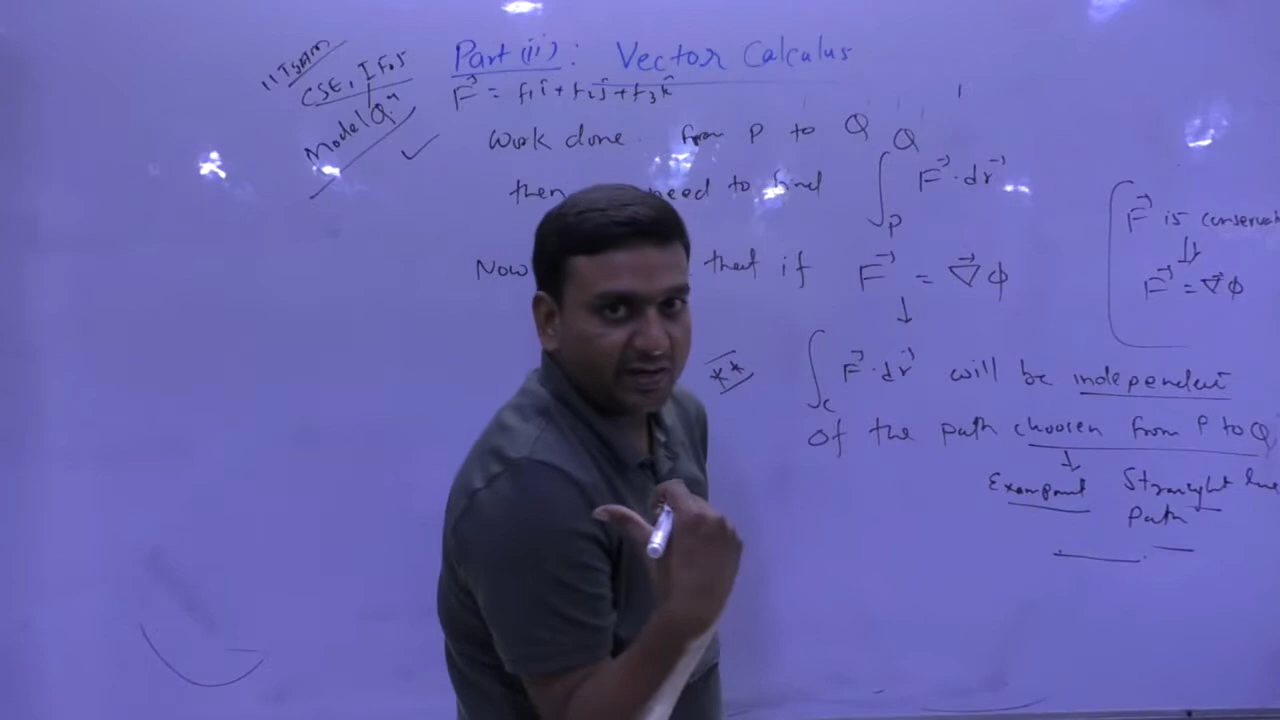 IITJAM
CSE, IFoS
Model Qn
Part (ii): Vector Calculus
F⃗ = f₁î + f₂ĵ + f₃k̂
Work done from P to Q
then need to find ∫_P^Q F⃗·dr⃗
Now that if F⃗ = ∇⃗ϕ
↓
** ∫_c F⃗·dr⃗ will be independent
of the path choosen from P to Q
↓
Straight line
Path
F⃗ is conservat
⇓
F⃗ = ∇⃗ϕ